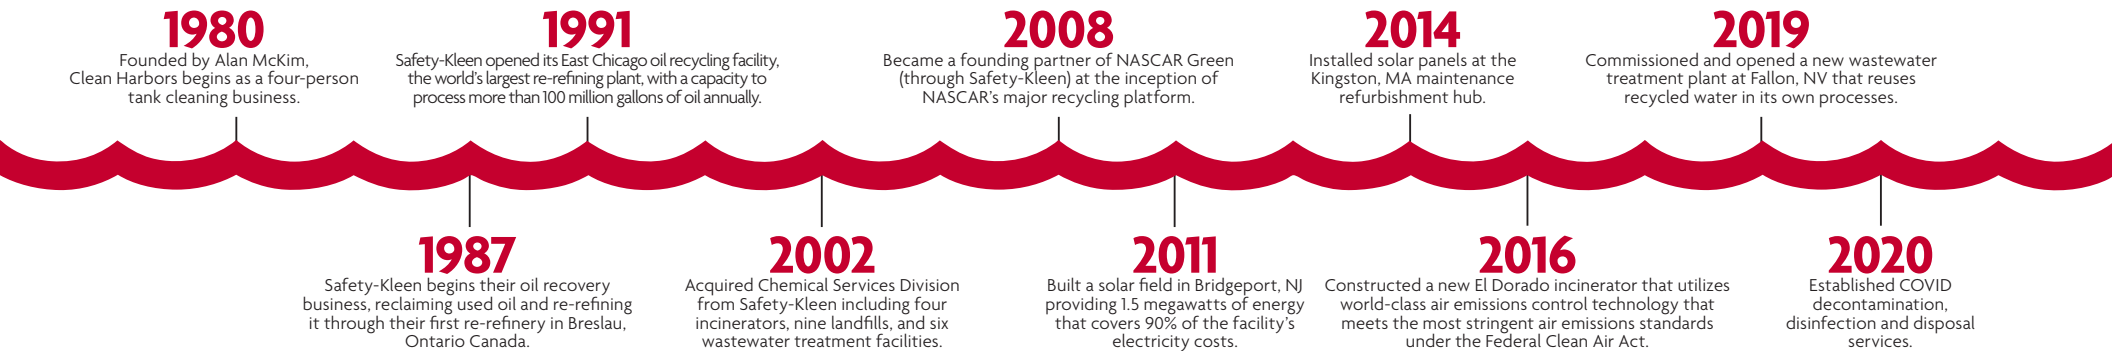 1980
Founded by Alan McKim,
Clean Harbors begins as a four-person
tank cleaning business.
1987
Safety-Kleen begins their oil recovery
business, reclaiming used oil and re-refining
it through their first re-refinery in Breslau,
Ontario Canada.
1991
Safety-Kleen opened its East Chicago oil recycling facility,
the world's largest re-refining plant, with a capacity to
process more than 100 million gallons of oil annually.
2002
Acquired Chemical Services Division
from Safety-Kleen including four
incinerators, nine landfills, and six
wastewater treatment facilities.
2008
Became a founding partner of NASCAR Green
(through Safety-Kleen) at the inception of
NASCAR's major recycling platform.
2011
Built a solar field in Bridgeport, NJ
providing 1.5 megawatts of energy
that covers 90% of the facility's
electricity costs.
2014
Installed solar panels at the
Kingston, MA maintenance
refurbishment hub.
2016
Constructed a new El Dorado incinerator that utilizes
world-class air emissions control technology that
meets the most stringent air emissions standards
under the Federal Clean Air Act.
2019
Commissioned and opened a new wastewater
treatment plant at Fallon, NV that reuses
recycled water in its own processes.
2020
Established COVID
decontamination,
disinfection and disposal
services.